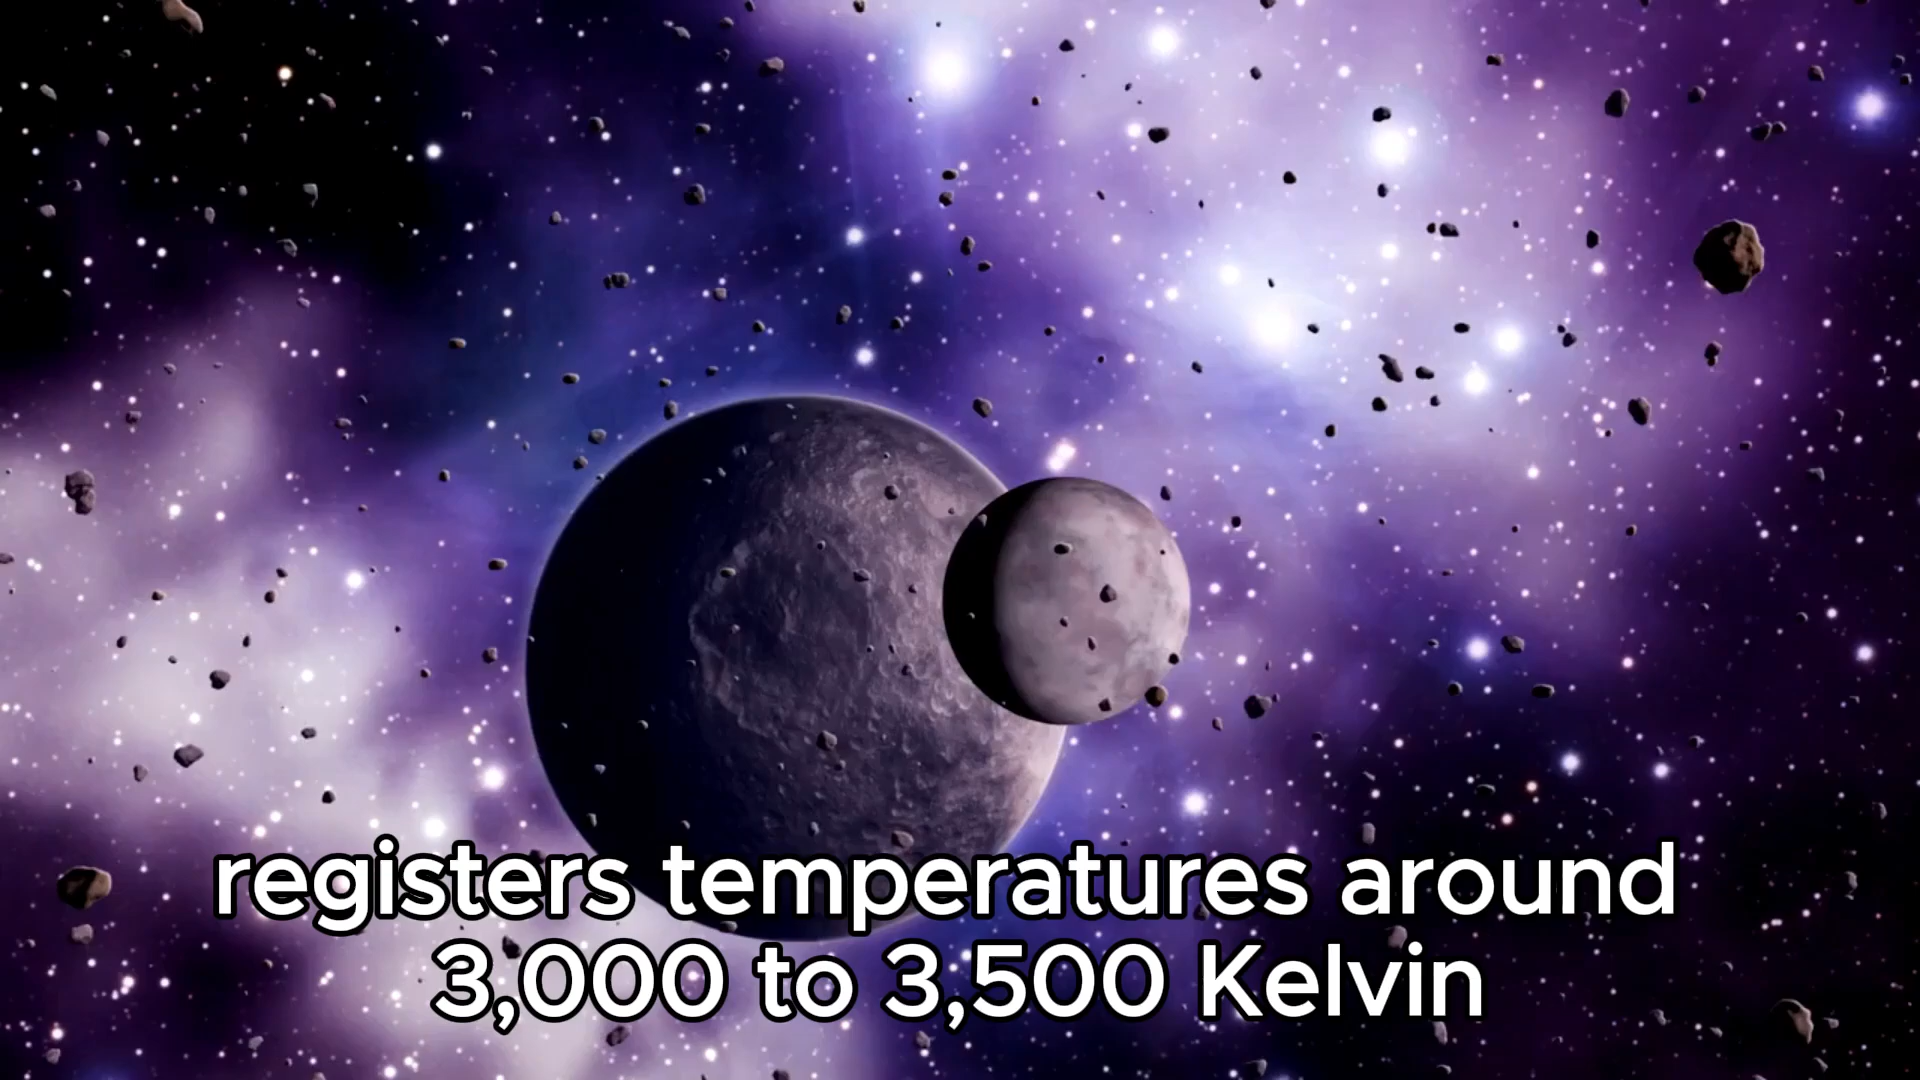 registers temperatures around
3,000 to 3,500 Kelvin